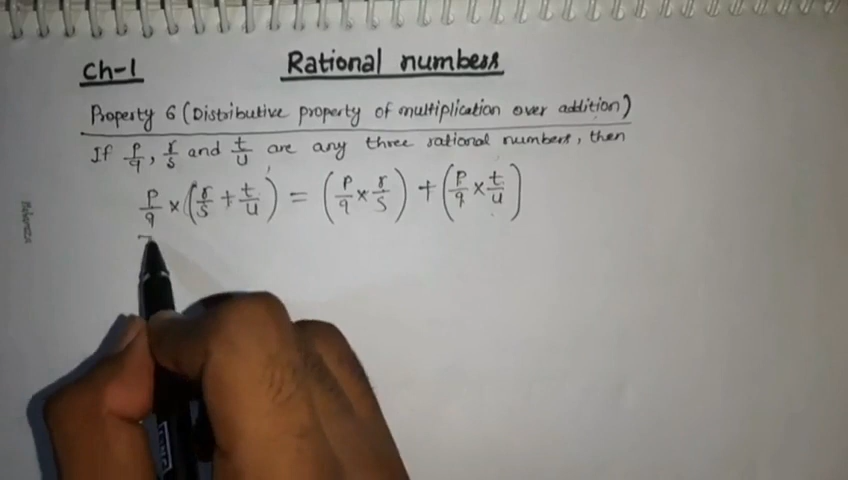 Ch-1 Rational numbers
Property 6 (Distributive property of multiplication over addition)
If p/q, r/s and t/u are any three rational numbers, then
p/q × (r/s + t/u) = (p/q × r/s) + (p/q × t/u)